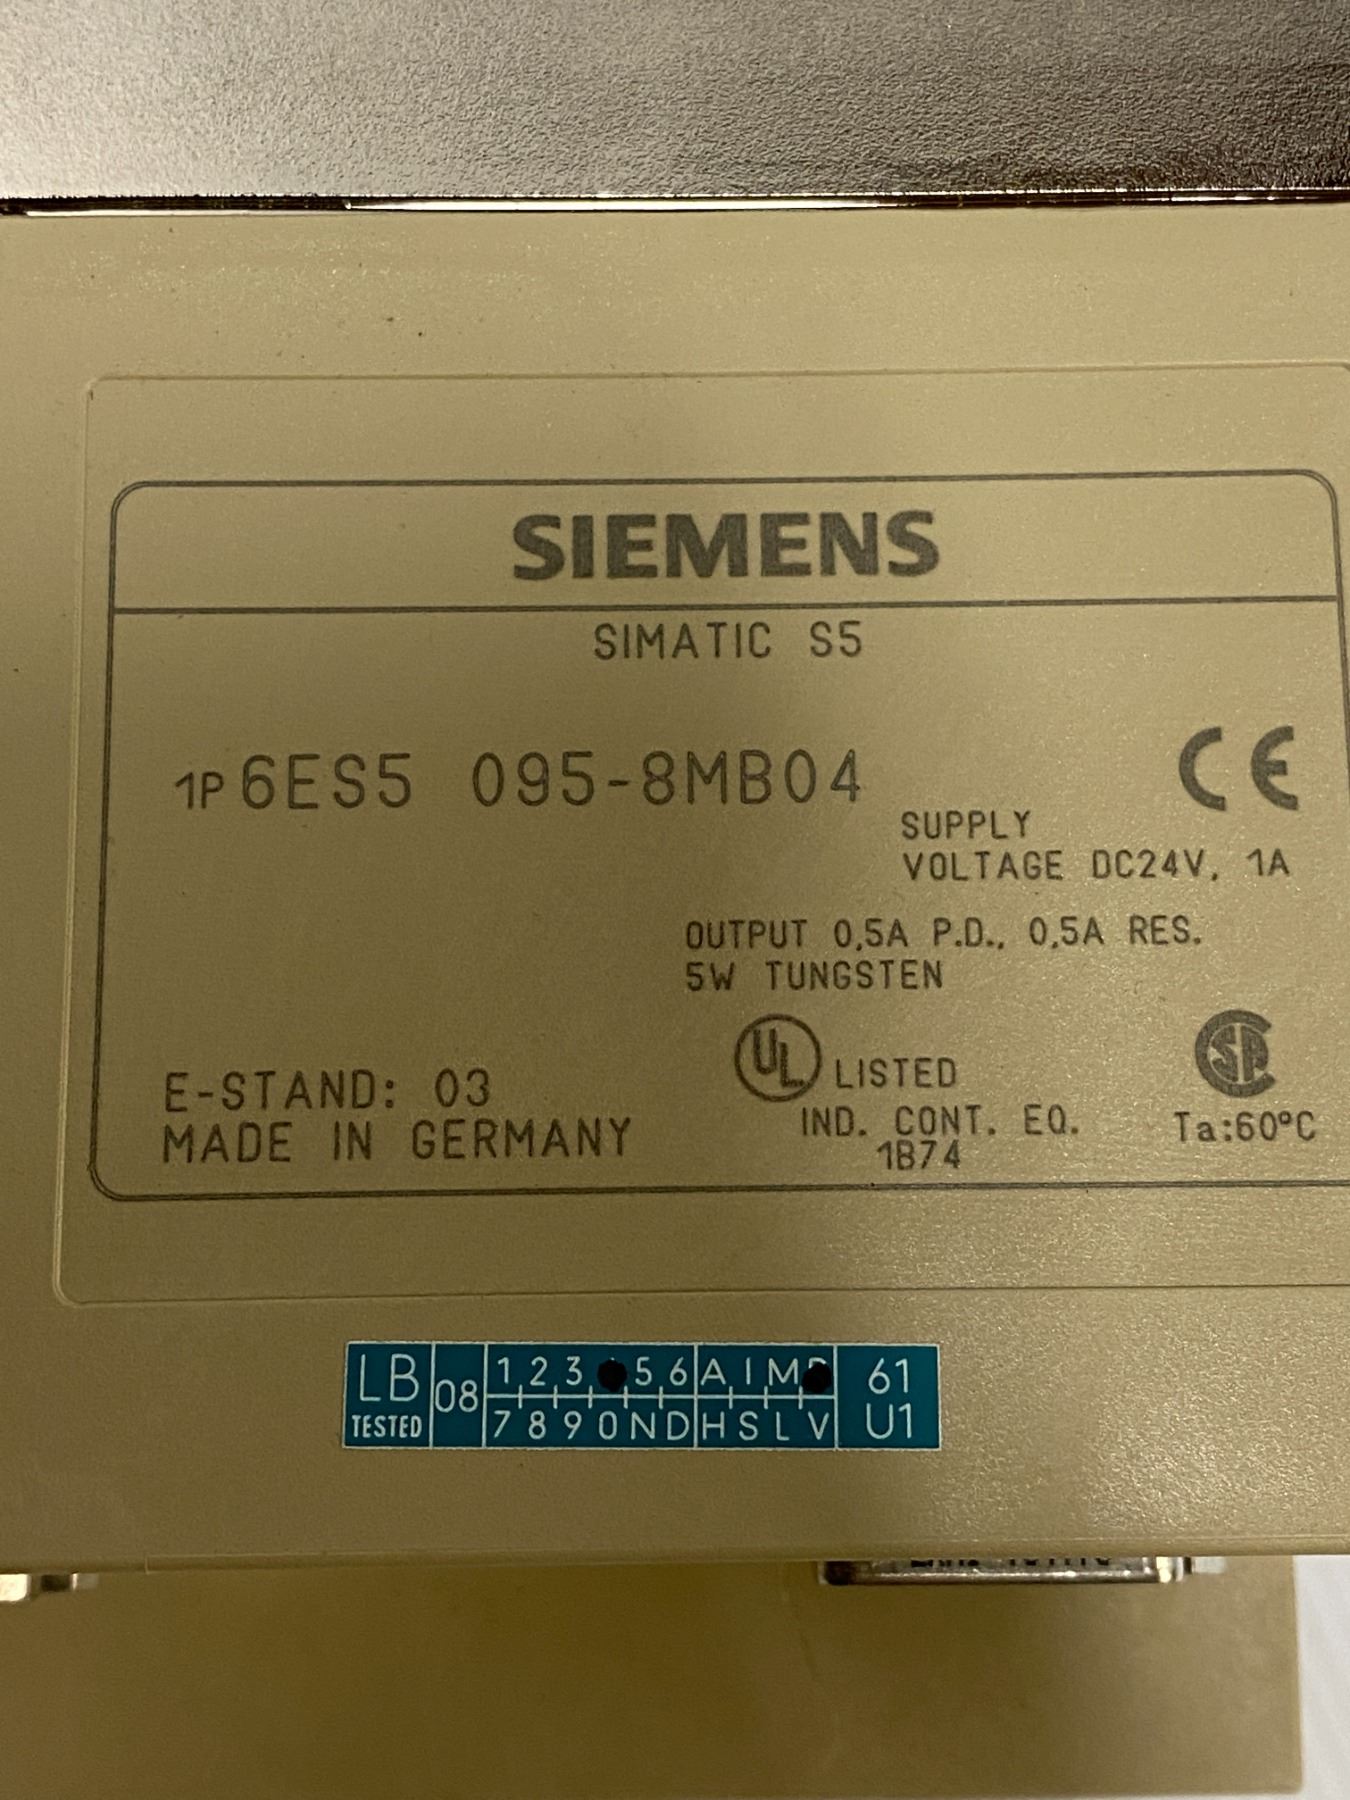 SIEMENS
SIMATIC S5
1P 6ES5 095-8MB04
CE
SUPPLY
VOLTAGE DC24V, 1A
OUTPUT 0,5A P.D., 0,5A RES.
5W TUNGSTEN
UL LISTED
IND. CONT. EQ.
1B74
Ta:60°C
E-STAND: 03
MADE IN GERMANY
LB 08 1 2 3 5 6 A I M 61
TESTED 7 8 9 0 N D H S L V U1